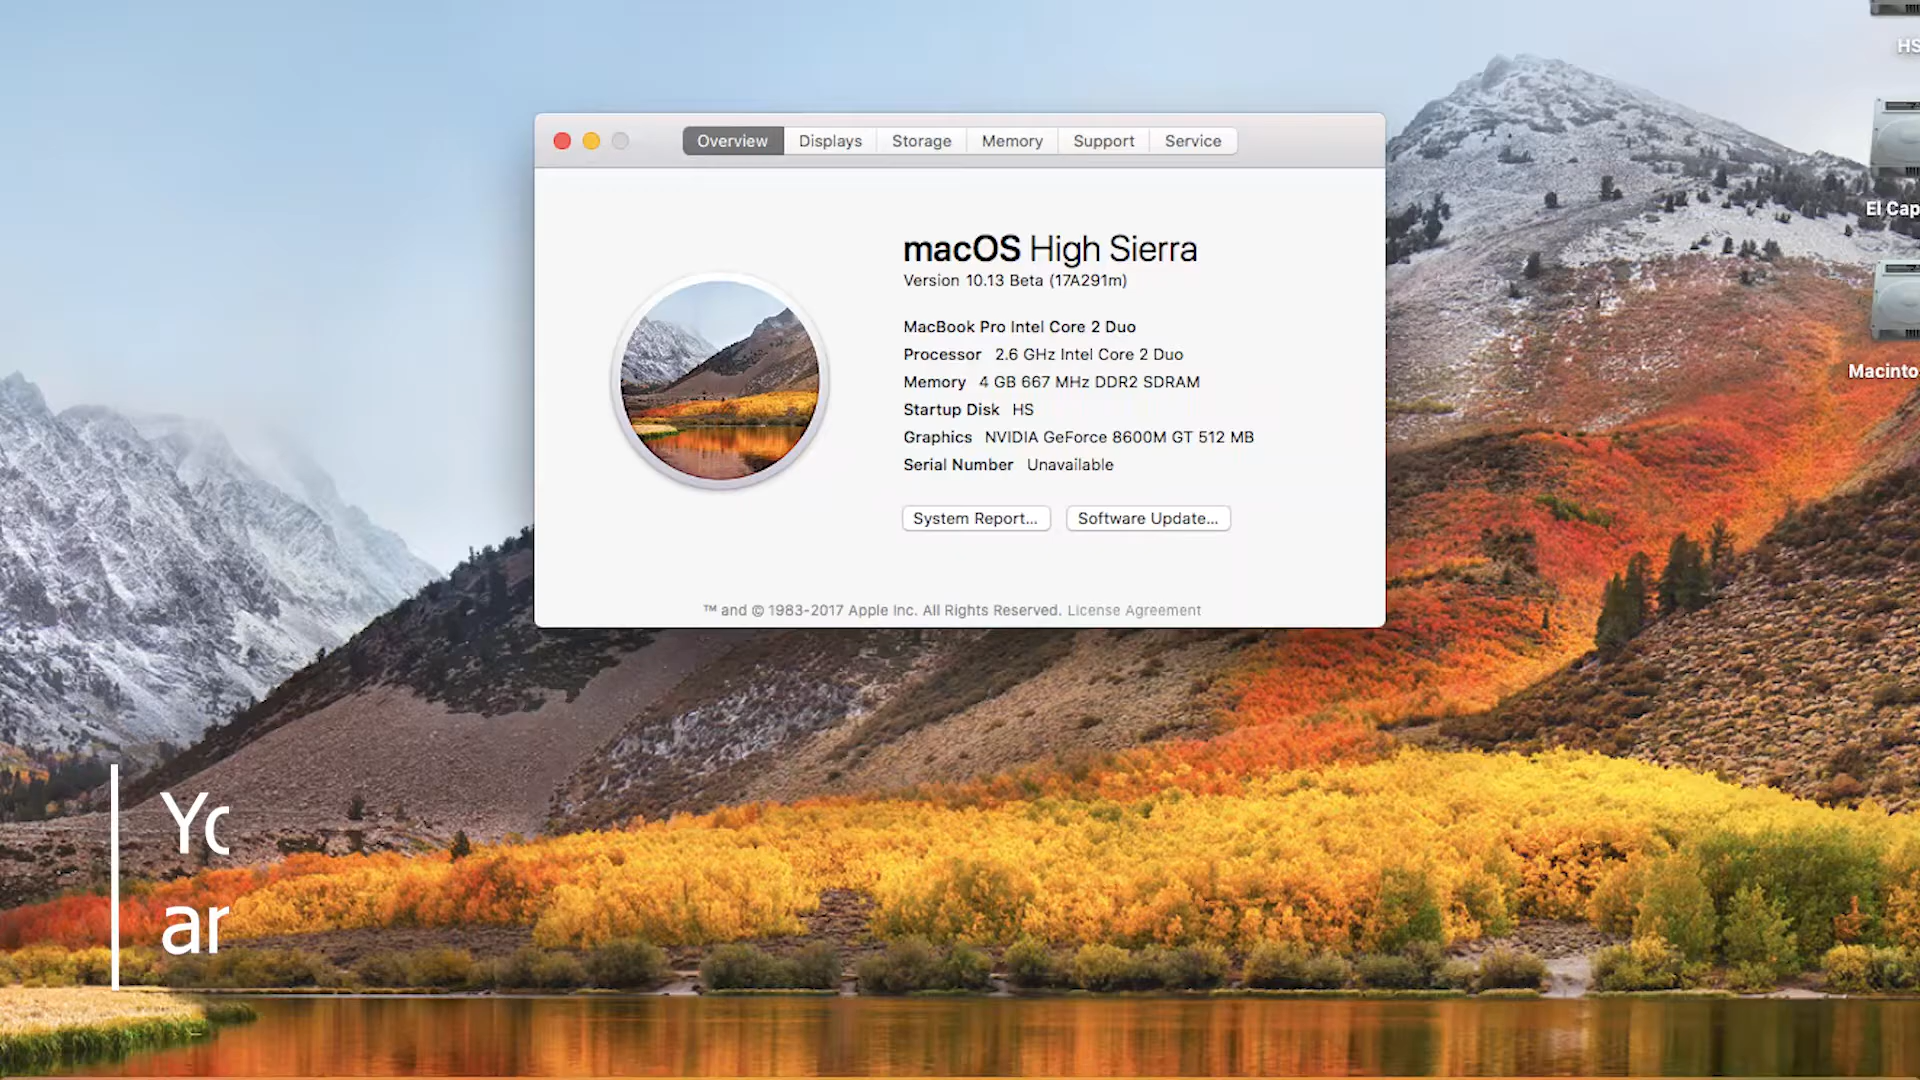 Overview Displays Storage Memory Support Service
macOS High Sierra
Version 10.13 Beta (17A291m)
MacBook Pro Intel Core 2 Duo
Processor 2.6 GHz Intel Core 2 Duo
Memory 4 GB 667 MHz DDR2 SDRAM
Startup Disk HS
Graphics NVIDIA GeForce 8600M GT 512 MB
Serial Number Unavailable
System Report... Software Update...
™ and © 1983-2017 Apple Inc. All Rights Reserved. License Agreement
HS
El Cap
Macinto